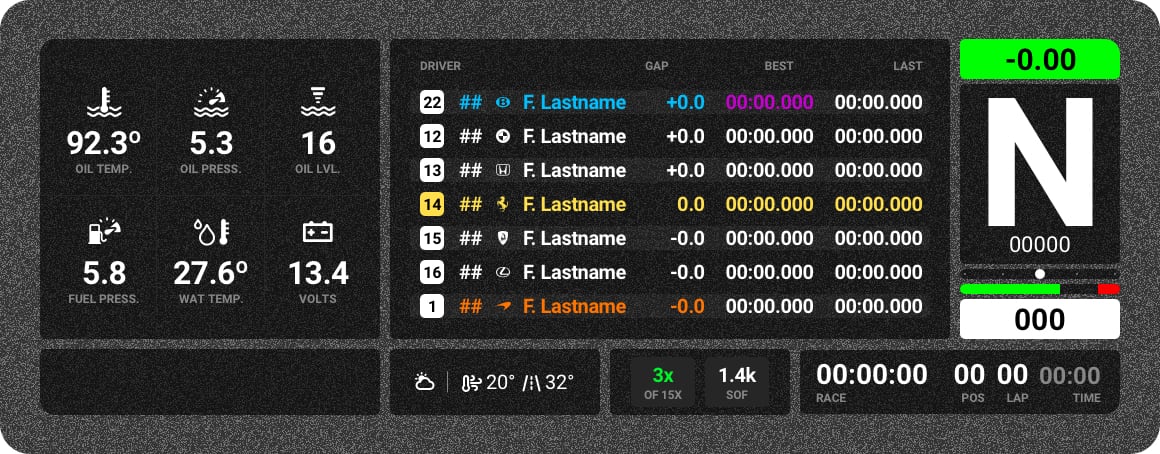 92.3º 5.3 16
OIL TEMP. OIL PRESS. OIL LVL.
5.8 27.6º 13.4
FUEL PRESS. WAT TEMP. VOLTS
DRIVER GAP BEST LAST
22 ## F. Lastname +0.0 00:00.000 00:00.000
12 ## F. Lastname +0.0 00:00.000 00:00.000
13 ## F. Lastname +0.0 00:00.000 00:00.000
14 ## F. Lastname 0.0 00:00.000 00:00.000
15 ## F. Lastname -0.0 00:00.000 00:00.000
16 ## F. Lastname -0.0 00:00.000 00:00.000
1 ## F. Lastname -0.0 00:00.000 00:00.000
-0.00
N
00000
000
20° 32°
3x 1.4k
OF 15X SOF
00:00:00 00 00 00:00
RACE POS LAP TIME